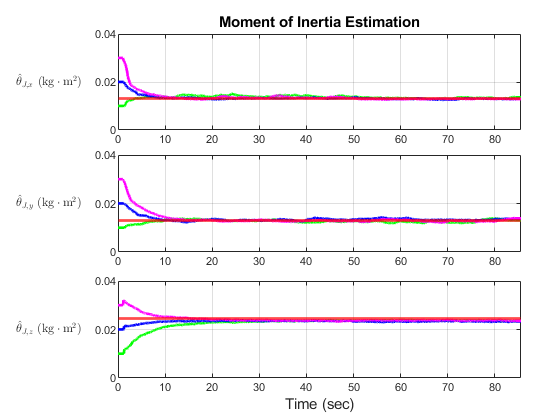 Moment of Inertia Estimation
0.04
0.02
0
θ̂_{J,x} (kg · m²)
0 10 20 30 40 50 60 70 80
0.04
0.02
0
θ̂_{J,y} (kg · m²)
0 10 20 30 40 50 60 70 80
0.04
0.02
0
θ̂_{J,z} (kg · m²)
0 10 20 30 40 50 60 70 80
Time (sec)